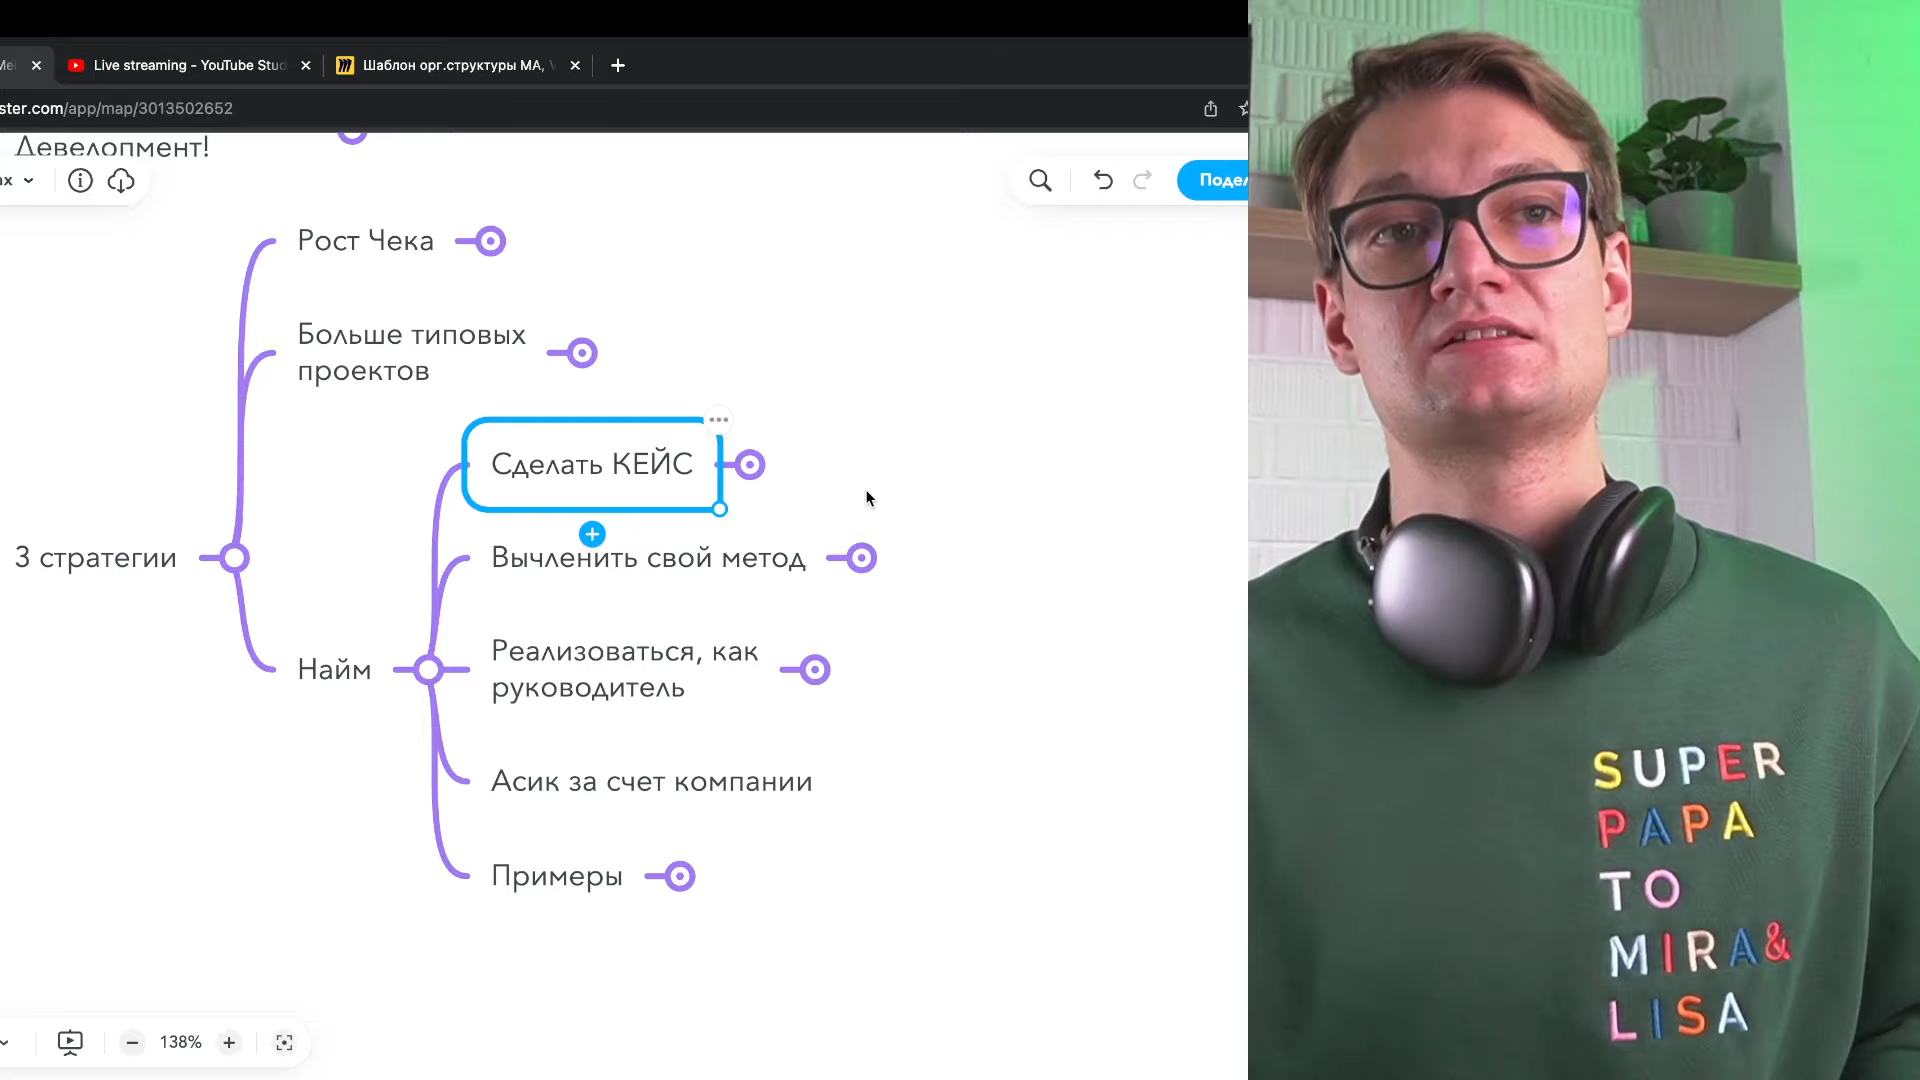 Live streaming - YouTube Stud
Шаблон орг.структуры МА,
ster.com/app/map/3013502652
Девелопмент!
Рост Чека
Больше типовых
проектов
Сделать КЕЙС
3 стратегии
Вычленить свой метод
Найм
Реализоваться, как
руководитель
Асик за счет компании
Примеры
138%
SUPER
PAPA
TO
MIRA&
LISA